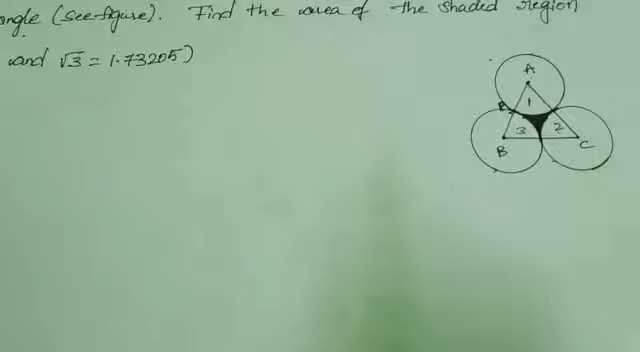 angle (see figure). Find the area of the shaded region
and √3 = 1.73205)
A
1
3
2
B
C